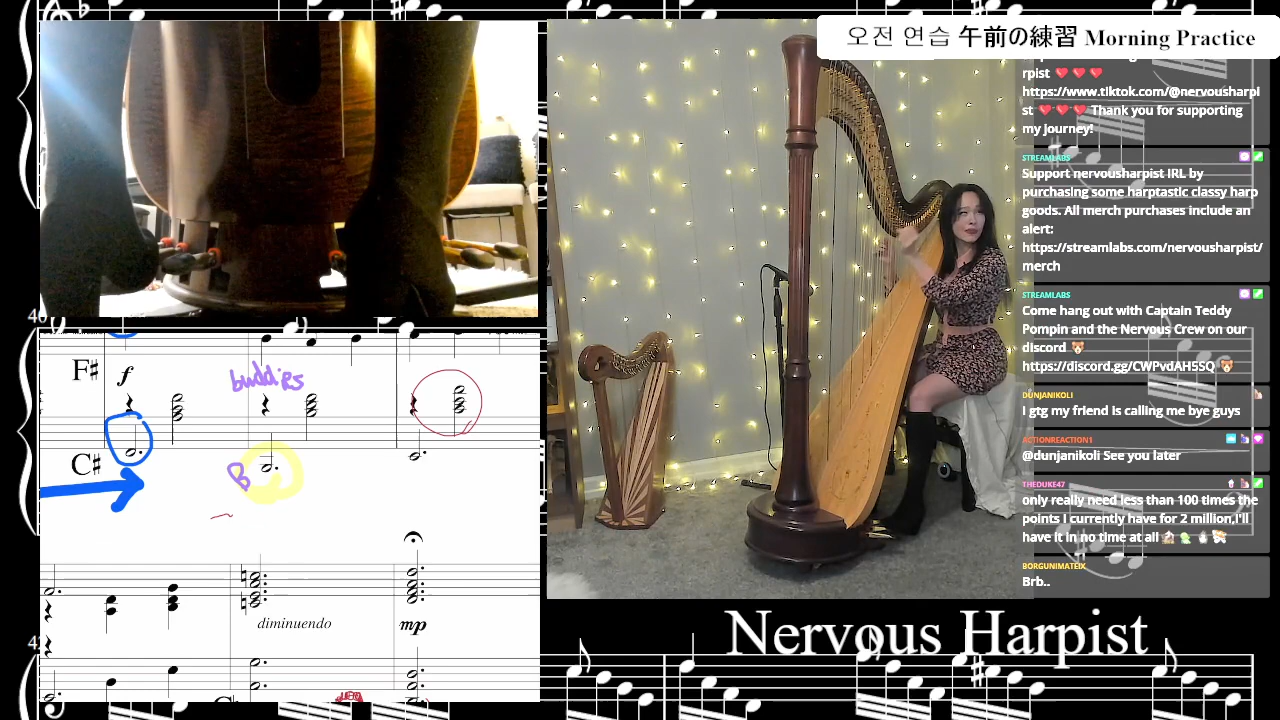 오전 연습 午前の練習 Morning Practice
rpist ❤️ ❤️ ❤️
https://www.tiktok.com/@nervousharpi
st ❤️ ❤️ ❤️ Thank you for supporting
my journey!
STREAMLABS
Support nervousharpist IRL by
purchasing some harptastic classy harp
goods. All merch purchases include an
alert:
https://streamlabs.com/nervousharpist/
merch
STREAMLABS
Come hang out with Captain Teddy
Pompin and the Nervous Crew on our
discord 🐻
https://discord.gg/CWPvdAH5SQ 🐻
DUNJANIKOLI
I gtg my friend is calling me bye guys
ACTIONREACTION1
@dunjanikoli See you later
THEDUKE47
only really need less than 100 times the
points I currently have for 2 million,I'll
have it in no time at all
BORGUNIMATEIX
Brb..
40
F♯
f
buddies
C♯
B
diminuendo
mp
42
Nervous Harpist